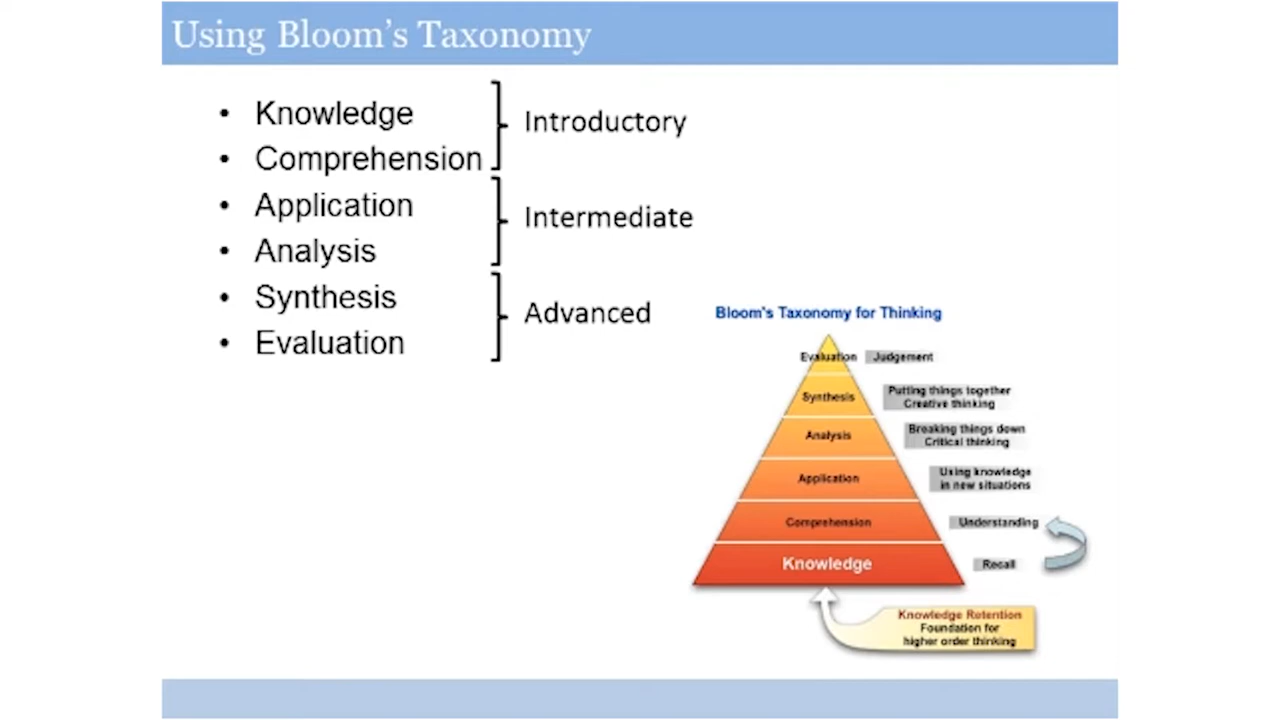 Using Bloom's Taxonomy
• Knowledge
• Comprehension
Introductory
• Application
• Analysis
Intermediate
• Synthesis
• Evaluation
Advanced
Bloom's Taxonomy for Thinking
Evaluation Judgement
Synthesis
Putting things together
Creative thinking
Analysis
Breaking things down
Critical thinking
Application
Using knowledge
in new situations
Comprehension Understanding
Knowledge Recall
Knowledge Retention
Foundation for
higher order thinking